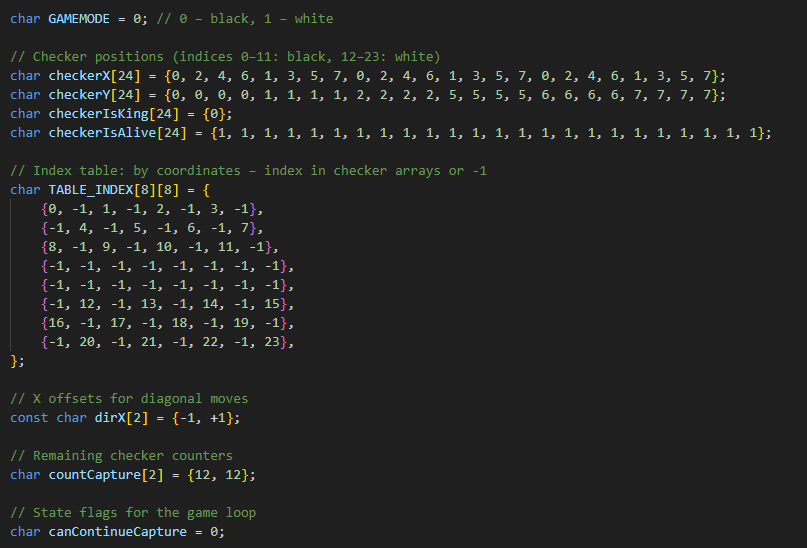 char GAMEMODE = 0; // 0 – black, 1 – white
// Checker positions (indices 0–11: black, 12–23: white)
char checkerX[24] = {0, 2, 4, 6, 1, 3, 5, 7, 0, 2, 4, 6, 1, 3, 5, 7, 0, 2, 4, 6, 1, 3, 5, 7};
char checkerY[24] = {0, 0, 0, 0, 1, 1, 1, 1, 2, 2, 2, 2, 5, 5, 5, 5, 6, 6, 6, 6, 7, 7, 7, 7};
char checkerIsKing[24] = {0};
char checkerIsAlive[24] = {1, 1, 1, 1, 1, 1, 1, 1, 1, 1, 1, 1, 1, 1, 1, 1, 1, 1, 1, 1, 1, 1, 1, 1};
// Index table: by coordinates – index in checker arrays or -1
char TABLE_INDEX[8][8] = {
{0, -1, 1, -1, 2, -1, 3, -1},
{-1, 4, -1, 5, -1, 6, -1, 7},
{8, -1, 9, -1, 10, -1, 11, -1},
{-1, -1, -1, -1, -1, -1, -1, -1},
{-1, -1, -1, -1, -1, -1, -1, -1},
{-1, 12, -1, 13, -1, 14, -1, 15},
{16, -1, 17, -1, 18, -1, 19, -1},
{-1, 20, -1, 21, -1, 22, -1, 23},
};
// X offsets for diagonal moves
const char dirX[2] = {-1, +1};
// Remaining checker counters
char countCapture[2] = {12, 12};
// State flags for the game loop
char canContinueCapture = 0;